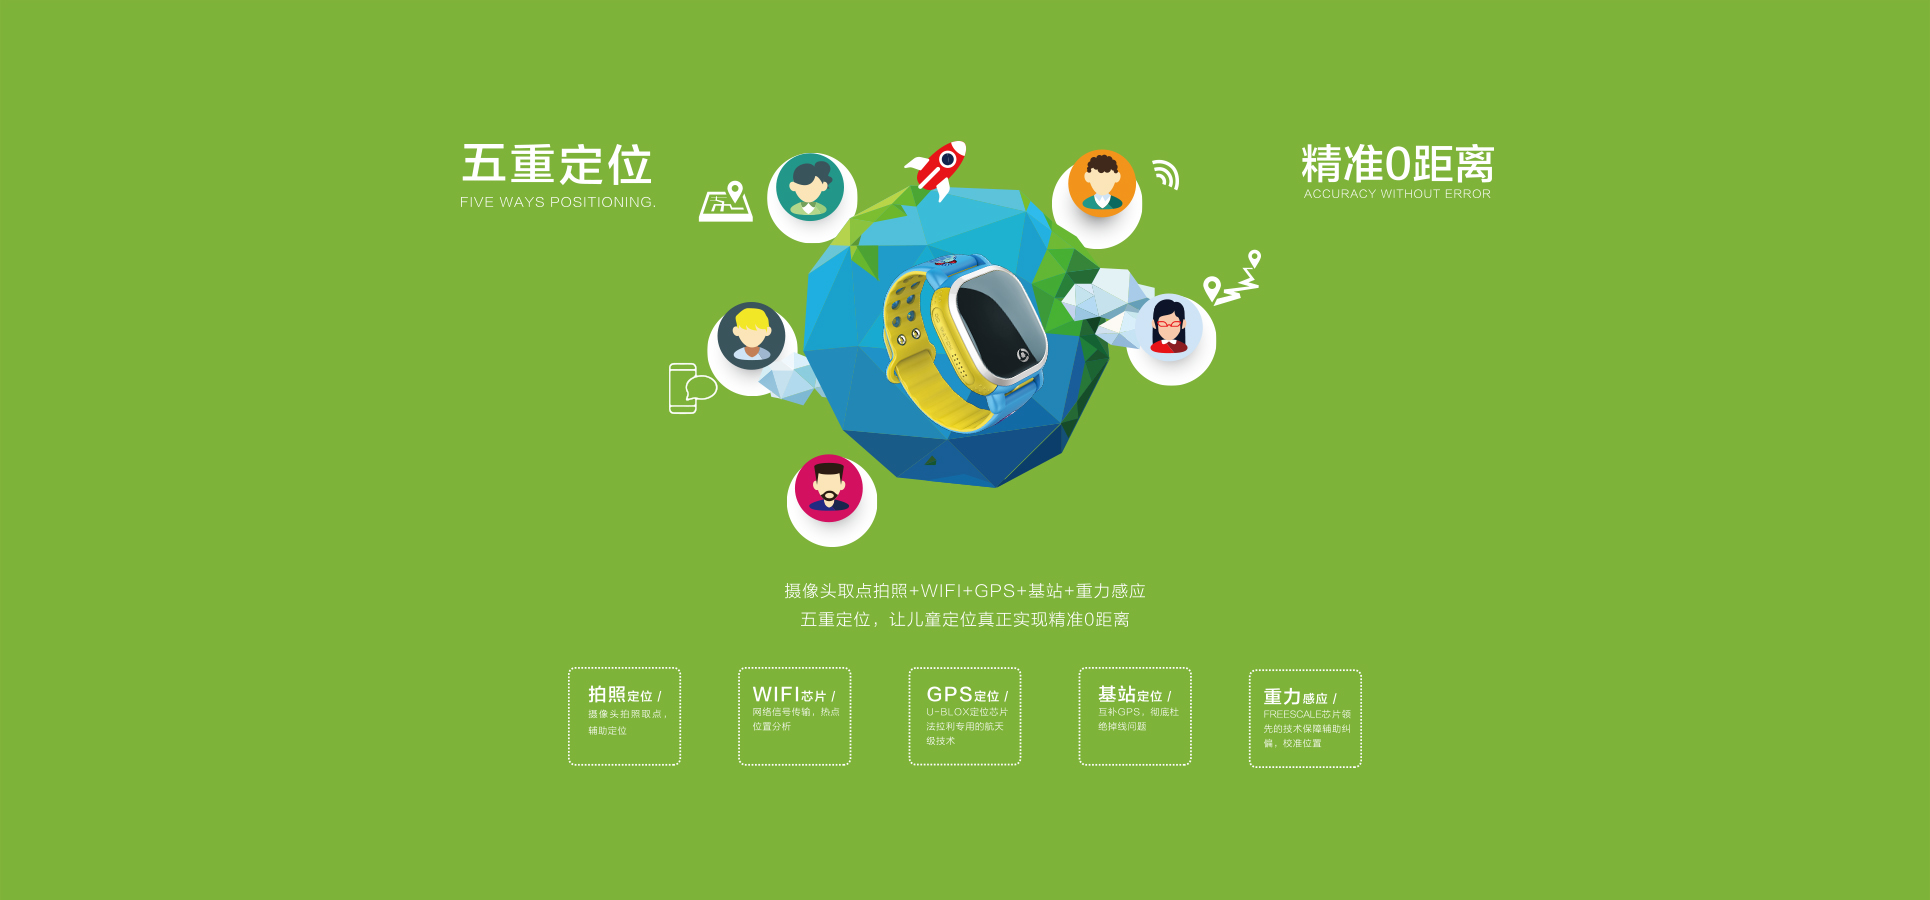 五重定位
FIVE WAYS POSITIONING.
精准0距离
ACCURACY WITHOUT ERROR
摄像头取点拍照+WIFI+GPS+基站+重力感应
五重定位，让儿童定位真正实现精准0距离
拍照定位 /
摄像头拍照取点，
辅助定位
WIFI芯片 /
网络信号传输，热点
位置分析
GPS定位 /
U-BLOX定位芯片
法拉利专用的航天
级技术
基站定位 /
互补GPS，彻底杜
绝掉线问题
重力感应 /
FREESCALE芯片领
先的技术保障辅助纠
偏，校准位置